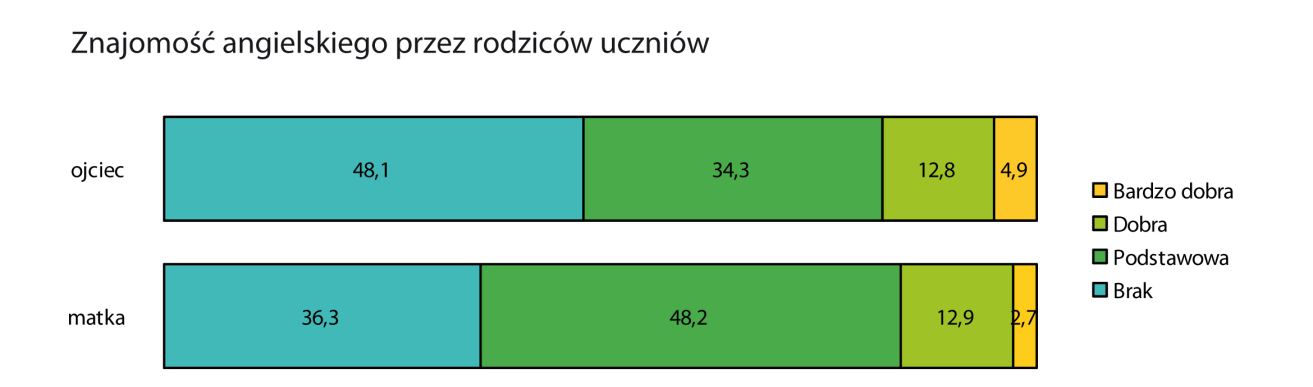 Znajomość angielskiego przez rodziców uczniów
ojciec 48,1 34,3 12,8 4,9
matka 36,3 48,2 12,9 2,7
Bardzo dobra
Dobra
Podstawowa
Brak